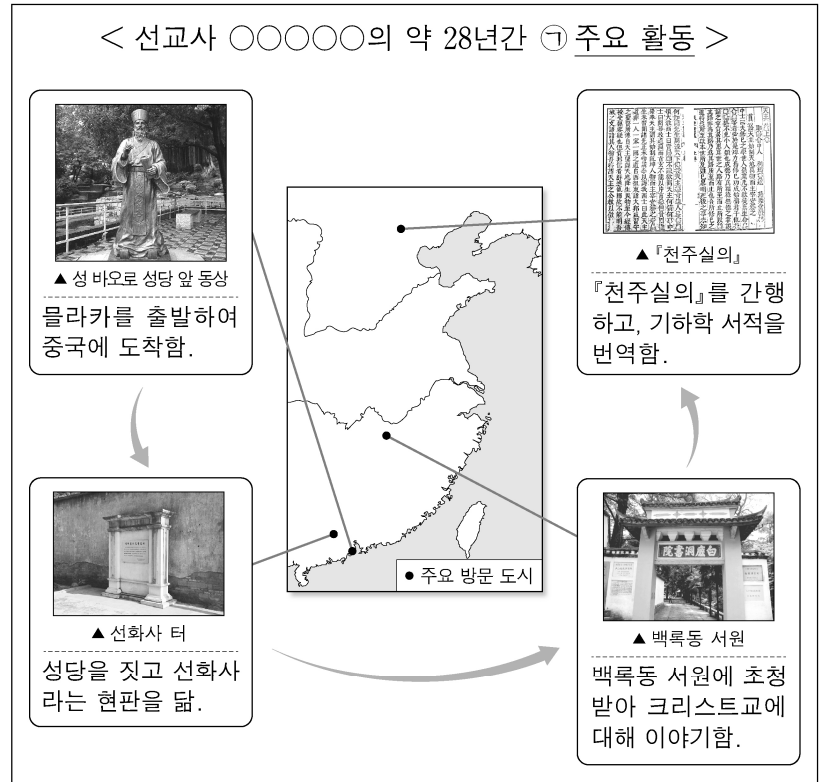 < 선교사 ○○○○○의 약 28년간 ㉠ 주요 활동 >
▲ 성 바오로 성당 앞 동상
믈라카를 출발하여
중국에 도착함.
▲ 선화사 터
성당을 짓고 선화사
라는 현판을 닮.
● 주요 방문 도시
白鹿洞書院
▲ 백록동 서원
백록동 서원에 초청
받아 크리스트교에
대해 이야기함.
▲ 『천주실의』
『천주실의』를 간행
하고, 기하학 서적을
번역함.